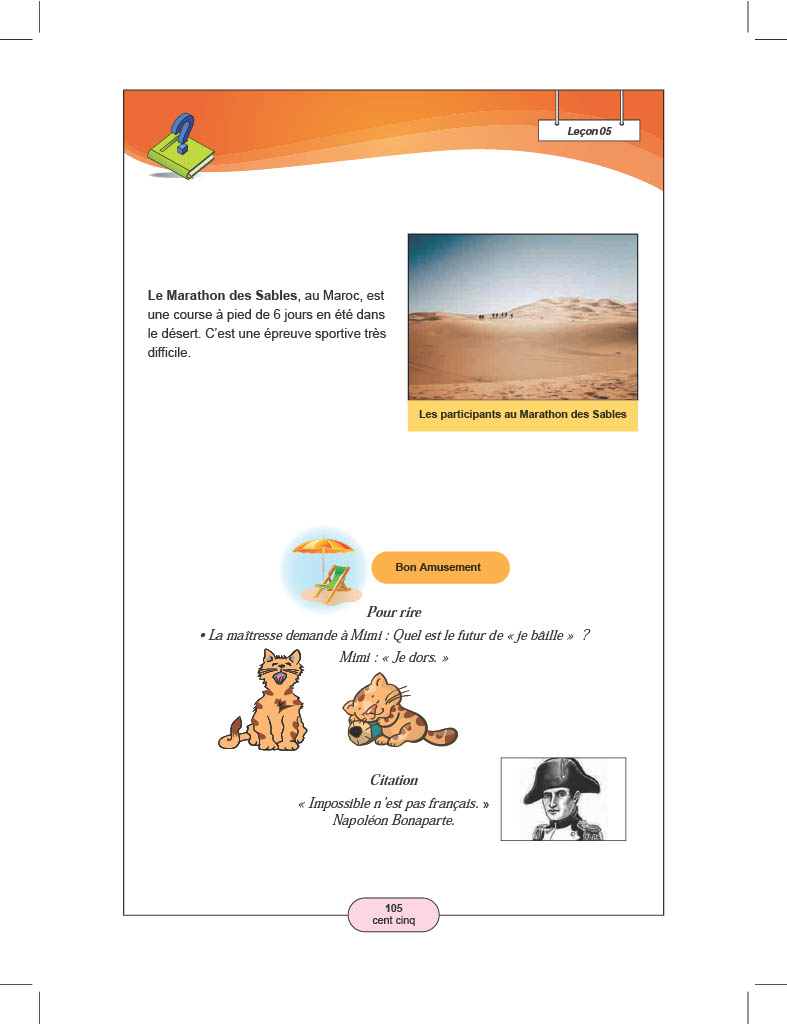 Leçon 05
Le Marathon des Sables, au Maroc, est
une course à pied de 6 jours en été dans
le désert. C’est une épreuve sportive très
difficile.
Les participants au Marathon des Sables
Bon Amusement
Pour rire
• La maîtresse demande à Mimi : Quel est le futur de « je bâille » ?
Mimi : « Je dors. »
Citation
« Impossible n’est pas français. »
Napoléon Bonaparte.
105
cent cinq